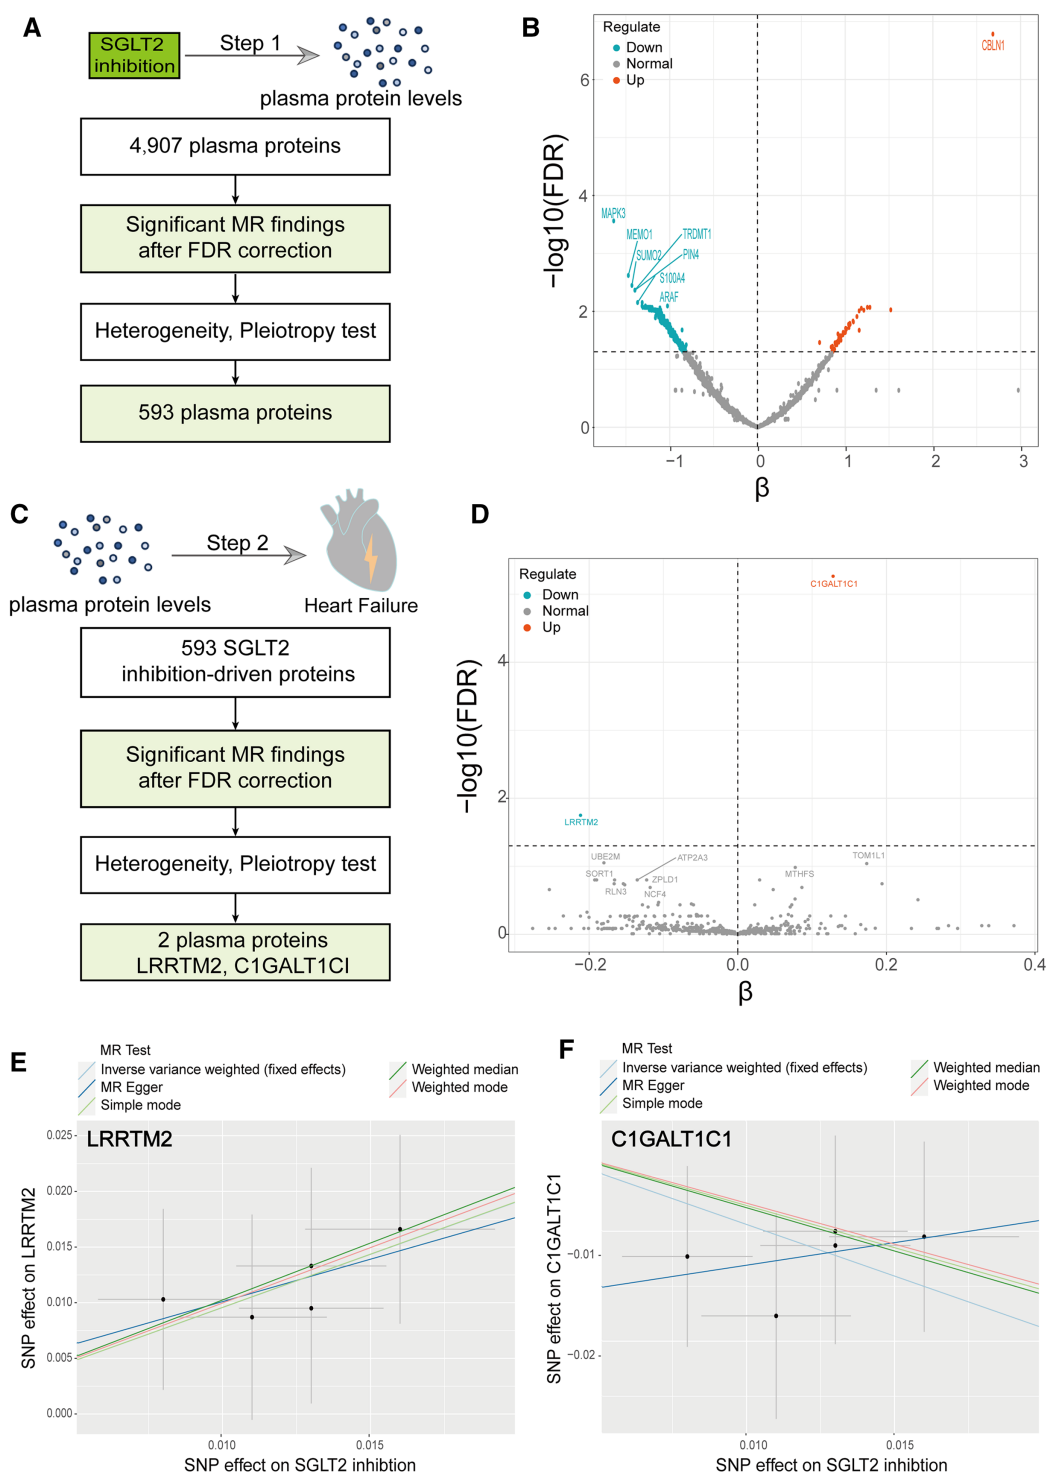 A
SGLT2
inhibition
Step 1
plasma protein levels
4,907 plasma proteins
Significant MR findings
after FDR correction
Heterogeneity, Pleiotropy test
593 plasma proteins
B
Regulate
Down
Normal
Up
CBLN1
MAPK3
MEMO1
TRDMT1
SUMO2
PIN4
S100A4
ARAF
−log10(FDR)
6
4
2
0
−1
0
1
2
3
β
C
Step 2
plasma protein levels
Heart Failure
593 SGLT2
inhibition-driven proteins
Significant MR findings
after FDR correction
Heterogeneity, Pleiotropy test
2 plasma proteins
LRRTM2, C1GALT1CI
D
Regulate
Down
Normal
Up
C1GALT1C1
LRRTM2
UBE2M
ATP2A3
TOM1L1
SORT1
ZPLD1
MTHFS
RLN3
NCF4
−log10(FDR)
4
2
0
−0.2
0.0
0.2
0.4
β
E
MR Test
Inverse variance weighted (fixed effects)
MR Egger
Simple mode
Weighted median
Weighted mode
LRRTM2
SNP effect on LRRTM2
0.025
0.020
0.015
0.010
0.005
0.000
0.010
0.015
SNP effect on SGLT2 inhibtion
F
MR Test
Inverse variance weighted (fixed effects)
MR Egger
Simple mode
Weighted median
Weighted mode
C1GALT1C1
SNP effect on C1GALT1C1
−0.01
−0.02
0.010
0.015
SNP effect on SGLT2 inhibtion